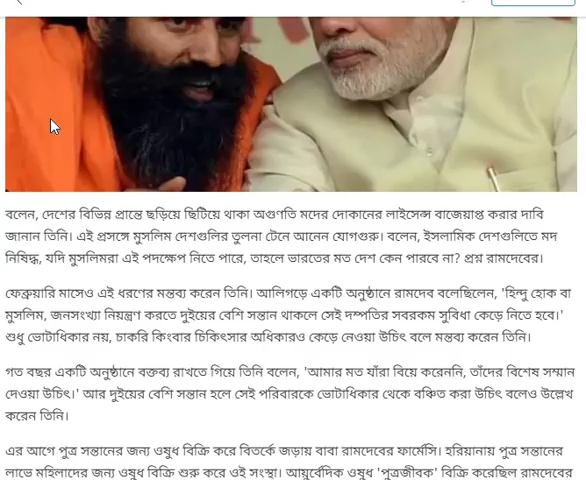 বলেন, দেশের বিভিন্ন প্রান্তে ছড়িয়ে ছিটিয়ে থাকা অগুণতি মদের দোকানের লাইসেন্স বাজেয়াপ্ত করার দাবি
জানান তিনি। এই প্রসঙ্গে মুসলিম দেশগুলির তুলনা টেনে আনেন যোগগুরু। বলেন, ইসলামিক দেশগুলিতে মদ
নিষিদ্ধ, যদি মুসলিমরা এই পদক্ষেপ নিতে পারে, তাহলে ভারতের মত দেশ কেন পারবে না? প্রশ্ন রামদেবের।
ফেব্রুয়ারি মাসেও এই ধরণের মন্তব্য করেন তিনি। আলিগড়ে একটি অনুষ্ঠানে রামদেব বলেছিলেন, 'হিন্দু হোক বা
মুসলিম, জনসংখ্যা নিয়ন্ত্রণ করতে দুইয়ের বেশি সন্তান থাকলে সেই দম্পতির সবরকম সুবিধা কেড়ে নিতে হবে।'
শুধু ভোটাধিকার নয়, চাকরি কিংবার চিকিৎসার অধিকারও কেড়ে নেওয়া উচিৎ বলে মন্তব্য করেন তিনি।
গত বছর একটি অনুষ্ঠানে বক্তব্য রাখতে গিয়ে তিনি বলেন, 'আমার মত যাঁরা বিয়ে করেননি, তাঁদের বিশেষ সম্মান
দেওয়া উচিৎ।' আর দুইয়ের বেশি সন্তান হলে সেই পরিবারকে ভোটাধিকার থেকে বঞ্চিত করা উচিৎ বলেও উল্লেখ
করেন তিনি।
এর আগে পুত্র সন্তানের জন্য ওষুধ বিক্রি করে বিতর্কে জড়ায় বাবা রামদেবের ফার্মেসি। হরিয়ানায় পুত্র সন্তানের
লাভে মহিলাদের জন্য ওষুধ বিক্রি শুরু করে ওই সংস্থা। আয়ুর্বেদিক ওষুধ 'পুত্রজীবক' বিক্রি করেছিল রামদেবের